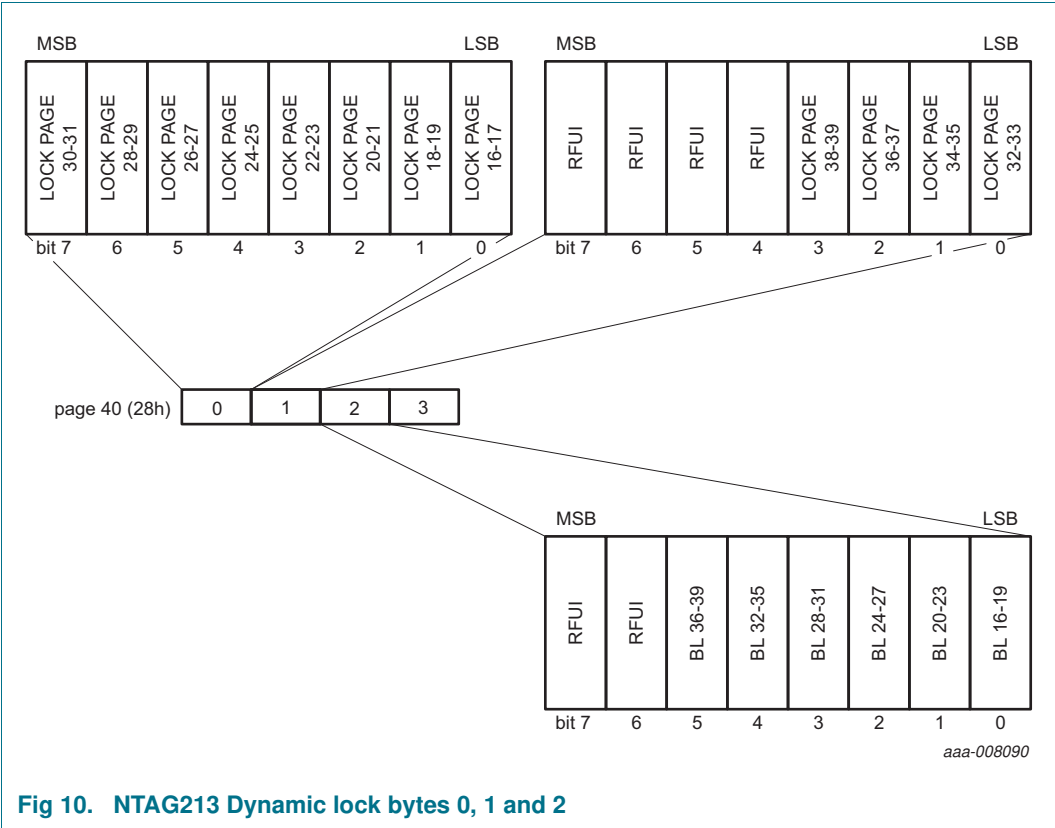 MSB LSB
LOCK PAGE
30-31
LOCK PAGE
28-29
LOCK PAGE
26-27
LOCK PAGE
24-25
LOCK PAGE
22-23
LOCK PAGE
20-21
LOCK PAGE
18-19
LOCK PAGE
16-17
bit 7 6 5 4 3 2 1 0
MSB LSB
RFUI
RFUI
RFUI
RFUI
LOCK PAGE
38-39
LOCK PAGE
36-37
LOCK PAGE
34-35
LOCK PAGE
32-33
bit 7 6 5 4 3 2 1 0
page 40 (28h) 0 1 2 3
MSB LSB
RFUI
RFUI
BL 36-39
BL 32-35
BL 28-31
BL 24-27
BL 20-23
BL 16-19
bit 7 6 5 4 3 2 1 0
aaa-008090
Fig 10. NTAG213 Dynamic lock bytes 0, 1 and 2